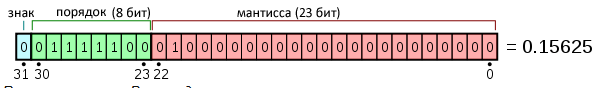 знак порядок (8 бит) мантисса (23 бит)
0 0 1 1 1 1 1 0 0 0 1 0 0 0 0 0 0 0 0 0 0 0 0 0 0 0 0 0 0 0 0 0 = 0.15625
31 30 23 22 0